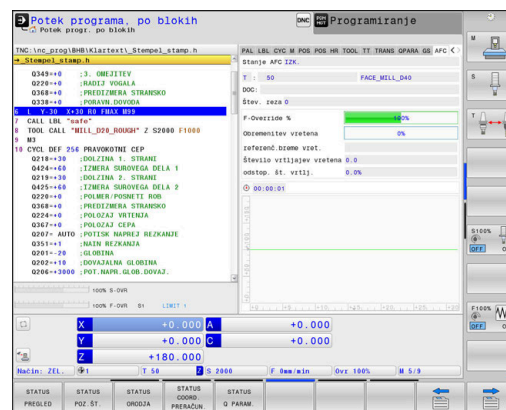 Potek programa, po blokih
Potek progr. po blokih
DNC
Programiranje
TNC:\nc_prog\BHB\Klartext\_Stempel_stamp.h
→_Stempel_stamp.h
Q349=+0 ;3. OMEJITEV
Q220=+0 ;RADIJ VOGALA
Q368=+0 ;PREDIZMERA STRANSKO
Q338=+0 ;PORAVN.DOVODA
6 L Y-30 X+30 R0 FMAX M99
7 CALL LBL "safe"
8 TOOL CALL "MILL_D20_ROUGH" Z S2000 F1000
9 M3
10 CYCL DEF 256 PRAVOKOTNI CEP
Q218=+30 ;DOLZINA 1. STRANI
Q424=+60 ;IZMERA SUROVEGA DELA 1
Q219=+30 ;DOLZINA 2. STRANI
Q425=+60 ;IZMERA SUROVEGA DELA 2
Q220=+0 ;POLMER/POSNETI ROB
Q368=+0 ;PREDIZMERA STRANSKO
Q224=+0 ;POLOZAJ VRTENJA
Q367=+0 ;POLOZAJ CEPA
Q207= AUTO ;POTISK NAPREJ REZKANJE
Q351=+1 ;NAIN REZKANJA
Q201=-20 ;GLOBINA
Q202=+10 ;DOVAJALNA GLOBINA
Q206=+3000 ;POT.NAPR.GLOB.DOVAJ.
100% S-OVR
100% F-OVR S1 LIMIT 1
PAL LBL CYC M POS POS HR TOOL TT TRANS QPARA GS AFC
Stanje AFC IZK.
T : 50 FACE_MILL_D40
DOC:
Štev. reza 0
F-Override % 100%
Obremenitev vretena 0%
referenč.breme vret.
Število vrtljajev vretena 0.0
odstop. št. vrtlj. 0.0%
00:00:01
X +0.000 A +0.000
Y +0.000 C +0.000
Z +180.000
Način: ŽEL. 1 T 50 Z S 2000 F 0mm/min Ovr 100% M 5/9
STATUS PREGLED
STATUS POZ.ŠT.
STATUS ORODJA
STATUS COORD. PRERAČUN.
STATUS Q PARAM.
M
S
T
S100%
OFF
F100%
OFF